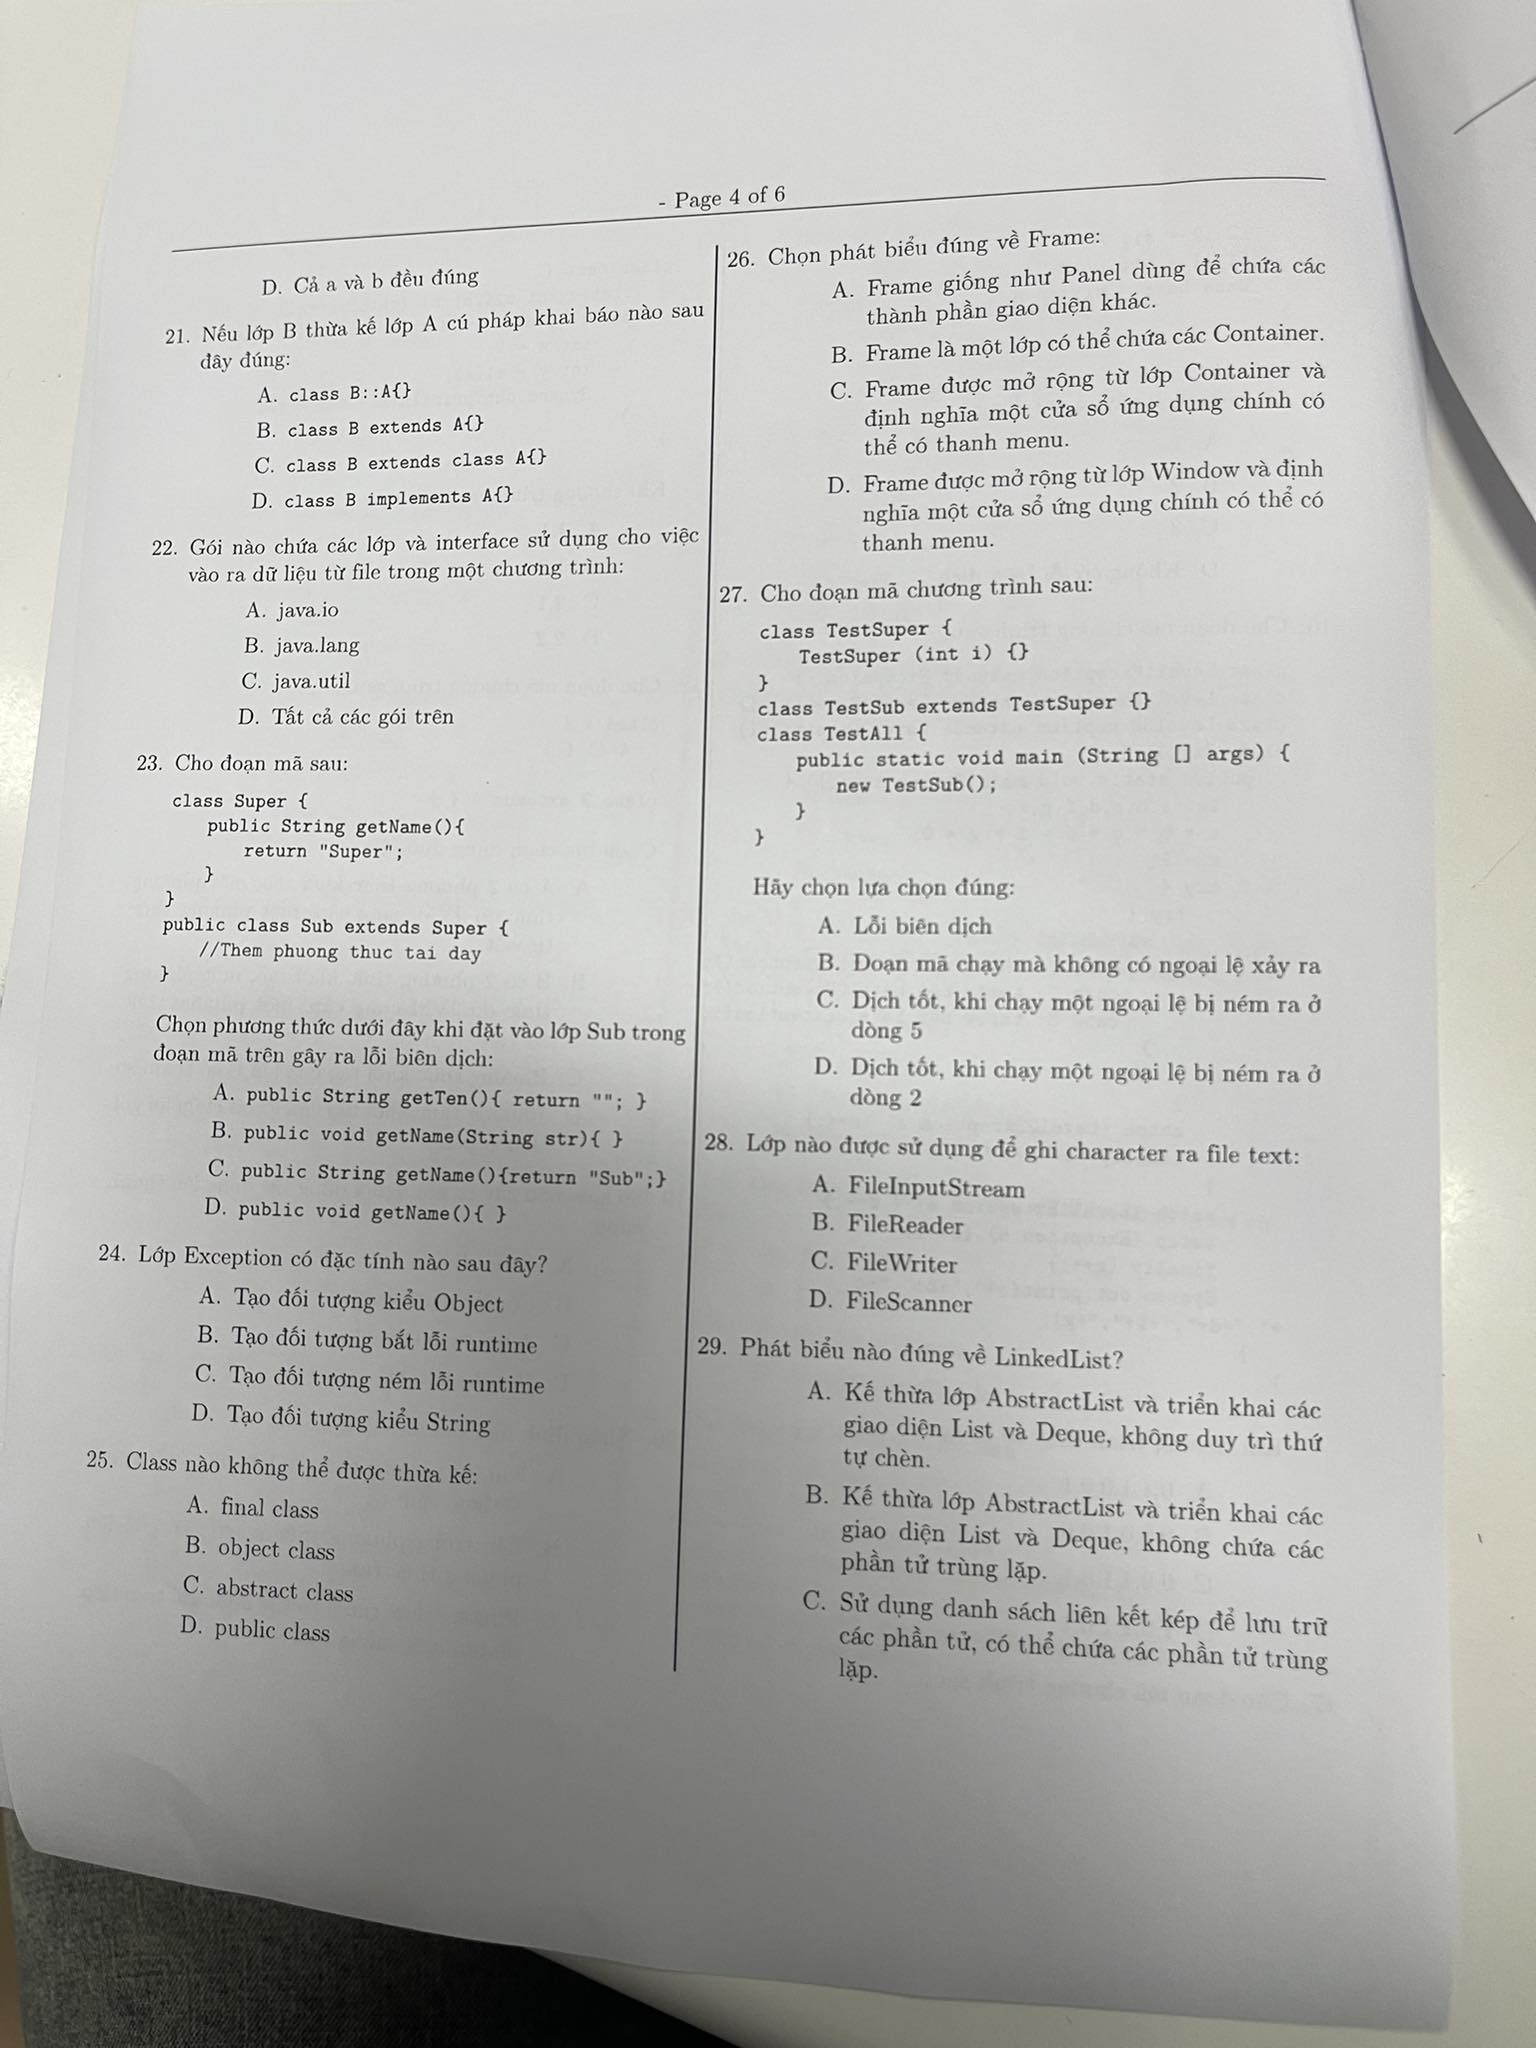 - Page 4 of 6
D. Cả a và b đều đúng
21. Nếu lớp B thừa kế lớp A cú pháp khai báo nào sau
đây đúng:
A. class B::A{}
B. class B extends A{}
C. class B extends class A{}
D. class B implements A{}
22. Gói nào chứa các lớp và interface sử dụng cho việc
vào ra dữ liệu từ file trong một chương trình:
A. java.io
B. java.lang
C. java.util
D. Tất cả các gói trên
23. Cho đoạn mã sau:
class Super {
public String getName(){
return "Super";
}
}
public class Sub extends Super {
//Them phuong thuc tai day
}
Chọn phương thức dưới đây khi đặt vào lớp Sub trong
đoạn mã trên gây ra lỗi biên dịch:
A. public String getTen(){ return ""; }
B. public void getName(String str){ }
C. public String getName(){return "Sub";}
D. public void getName(){ }
24. Lớp Exception có đặc tính nào sau đây?
A. Tạo đối tượng kiểu Object
B. Tạo đối tượng bắt lỗi runtime
C. Tạo đối tượng ném lỗi runtime
D. Tạo đối tượng kiểu String
25. Class nào không thể được thừa kế:
A. final class
B. object class
C. abstract class
D. public class
26. Chọn phát biểu đúng về Frame:
A. Frame giống như Panel dùng để chứa các
thành phần giao diện khác.
B. Frame là một lớp có thể chứa các Container.
C. Frame được mở rộng từ lớp Container và
định nghĩa một cửa sổ ứng dụng chính có
thể có thanh menu.
D. Frame được mở rộng từ lớp Window và định
nghĩa một cửa sổ ứng dụng chính có thể có
thanh menu.
27. Cho đoạn mã chương trình sau:
class TestSuper {
TestSuper (int i) {}
}
class TestSub extends TestSuper {}
class TestAll {
public static void main (String [] args) {
new TestSub();
}
}
Hãy chọn lựa chọn đúng:
A. Lỗi biên dịch
B. Đoạn mã chạy mà không có ngoại lệ xảy ra
C. Dịch tốt, khi chạy một ngoại lệ bị ném ra ở
dòng 5
D. Dịch tốt, khi chạy một ngoại lệ bị ném ra ở
dòng 2
28. Lớp nào được sử dụng để ghi character ra file text:
A. FileInputStream
B. FileReader
C. FileWriter
D. FileScanner
29. Phát biểu nào đúng về LinkedList?
A. Kế thừa lớp AbstractList và triển khai các
giao diện List và Deque, không duy trì thứ
tự chèn.
B. Kế thừa lớp AbstractList và triển khai các
giao diện List và Deque, không chứa các
phần tử trùng lặp.
C. Sử dụng danh sách liên kết kép để lưu trữ
các phần tử, có thể chứa các phần tử trùng
lặp.